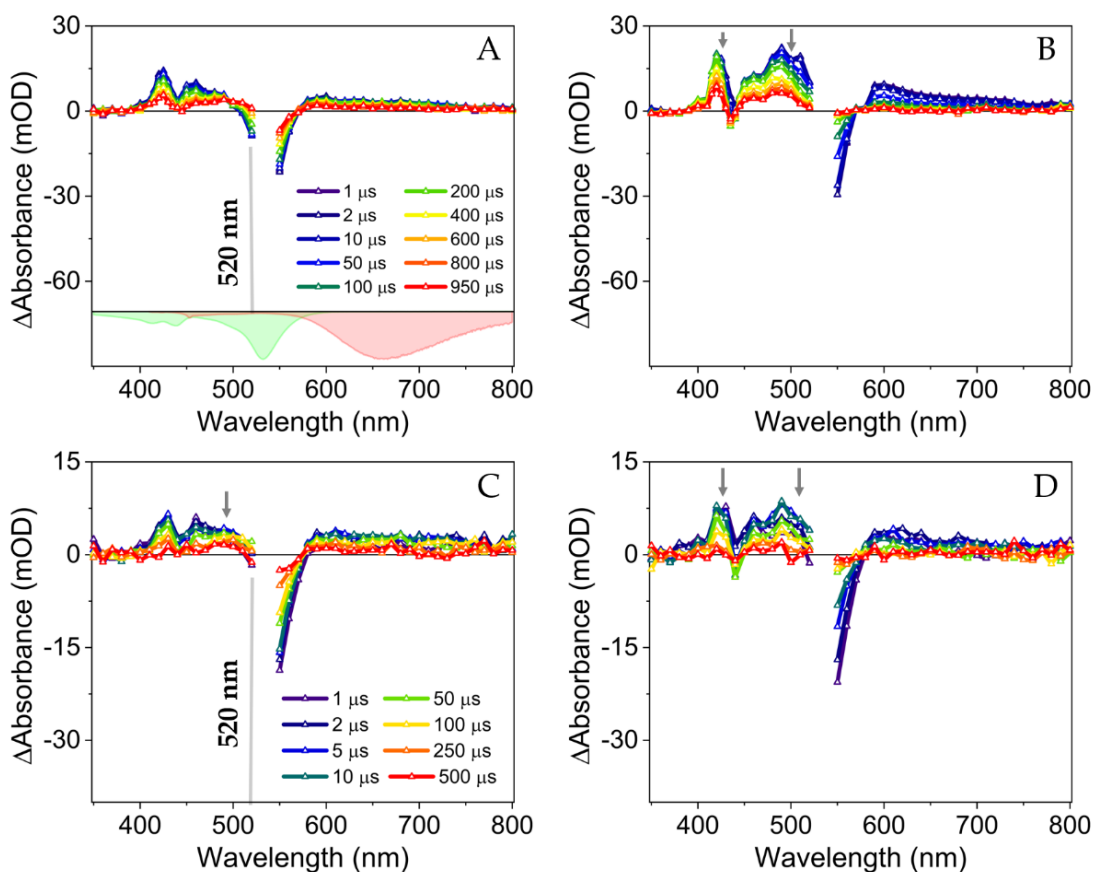 A
30
0
-30
-60
ΔAbsorbance (mOD)
520 nm
1 μs 200 μs
2 μs 400 μs
10 μs 600 μs
50 μs 800 μs
100 μs 950 μs
400 500 600 700 800
Wavelength (nm)
B
30
0
-30
-60
ΔAbsorbance (mOD)
400 500 600 700 800
Wavelength (nm)
C
15
0
-15
-30
ΔAbsorbance (mOD)
520 nm
1 μs 50 μs
2 μs 100 μs
5 μs 250 μs
10 μs 500 μs
400 500 600 700 800
Wavelength (nm)
D
15
0
-15
-30
ΔAbsorbance (mOD)
400 500 600 700 800
Wavelength (nm)